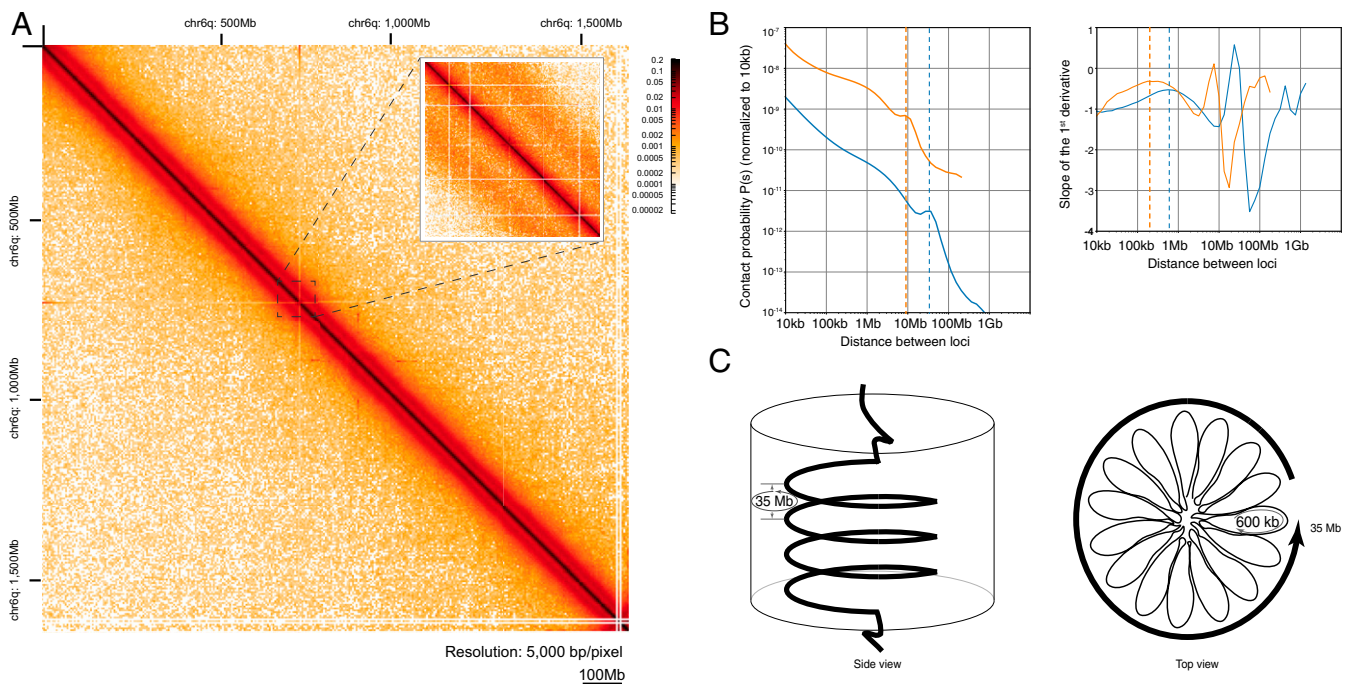 A
chr6q: 500Mb
chr6q: 1,000Mb
chr6q: 1,500Mb
0.2
0.1
0.05
0.02
0.01
0.005
0.002
0.001
0.0005
0.0002
0.0001
0.00005
0.00002
chr6q: 500Mb
chr6q: 1,000Mb
chr6q: 1,500Mb
Resolution: 5,000 bp/pixel
100Mb
B
Contact probability P(s) (normalized to 10kb)
10-7
10-8
10-9
10-10
10-11
10-12
10-13
10-14
10kb 100kb 1Mb 10Mb 100Mb 1Gb
Distance between loci
Slope of the 1st derivative
1
0
-1
-2
-3
-4
10kb 100kb 1Mb 10Mb 100Mb 1Gb
Distance between loci
C
35 Mb
Side view
600 kb
35 Mb
Top view